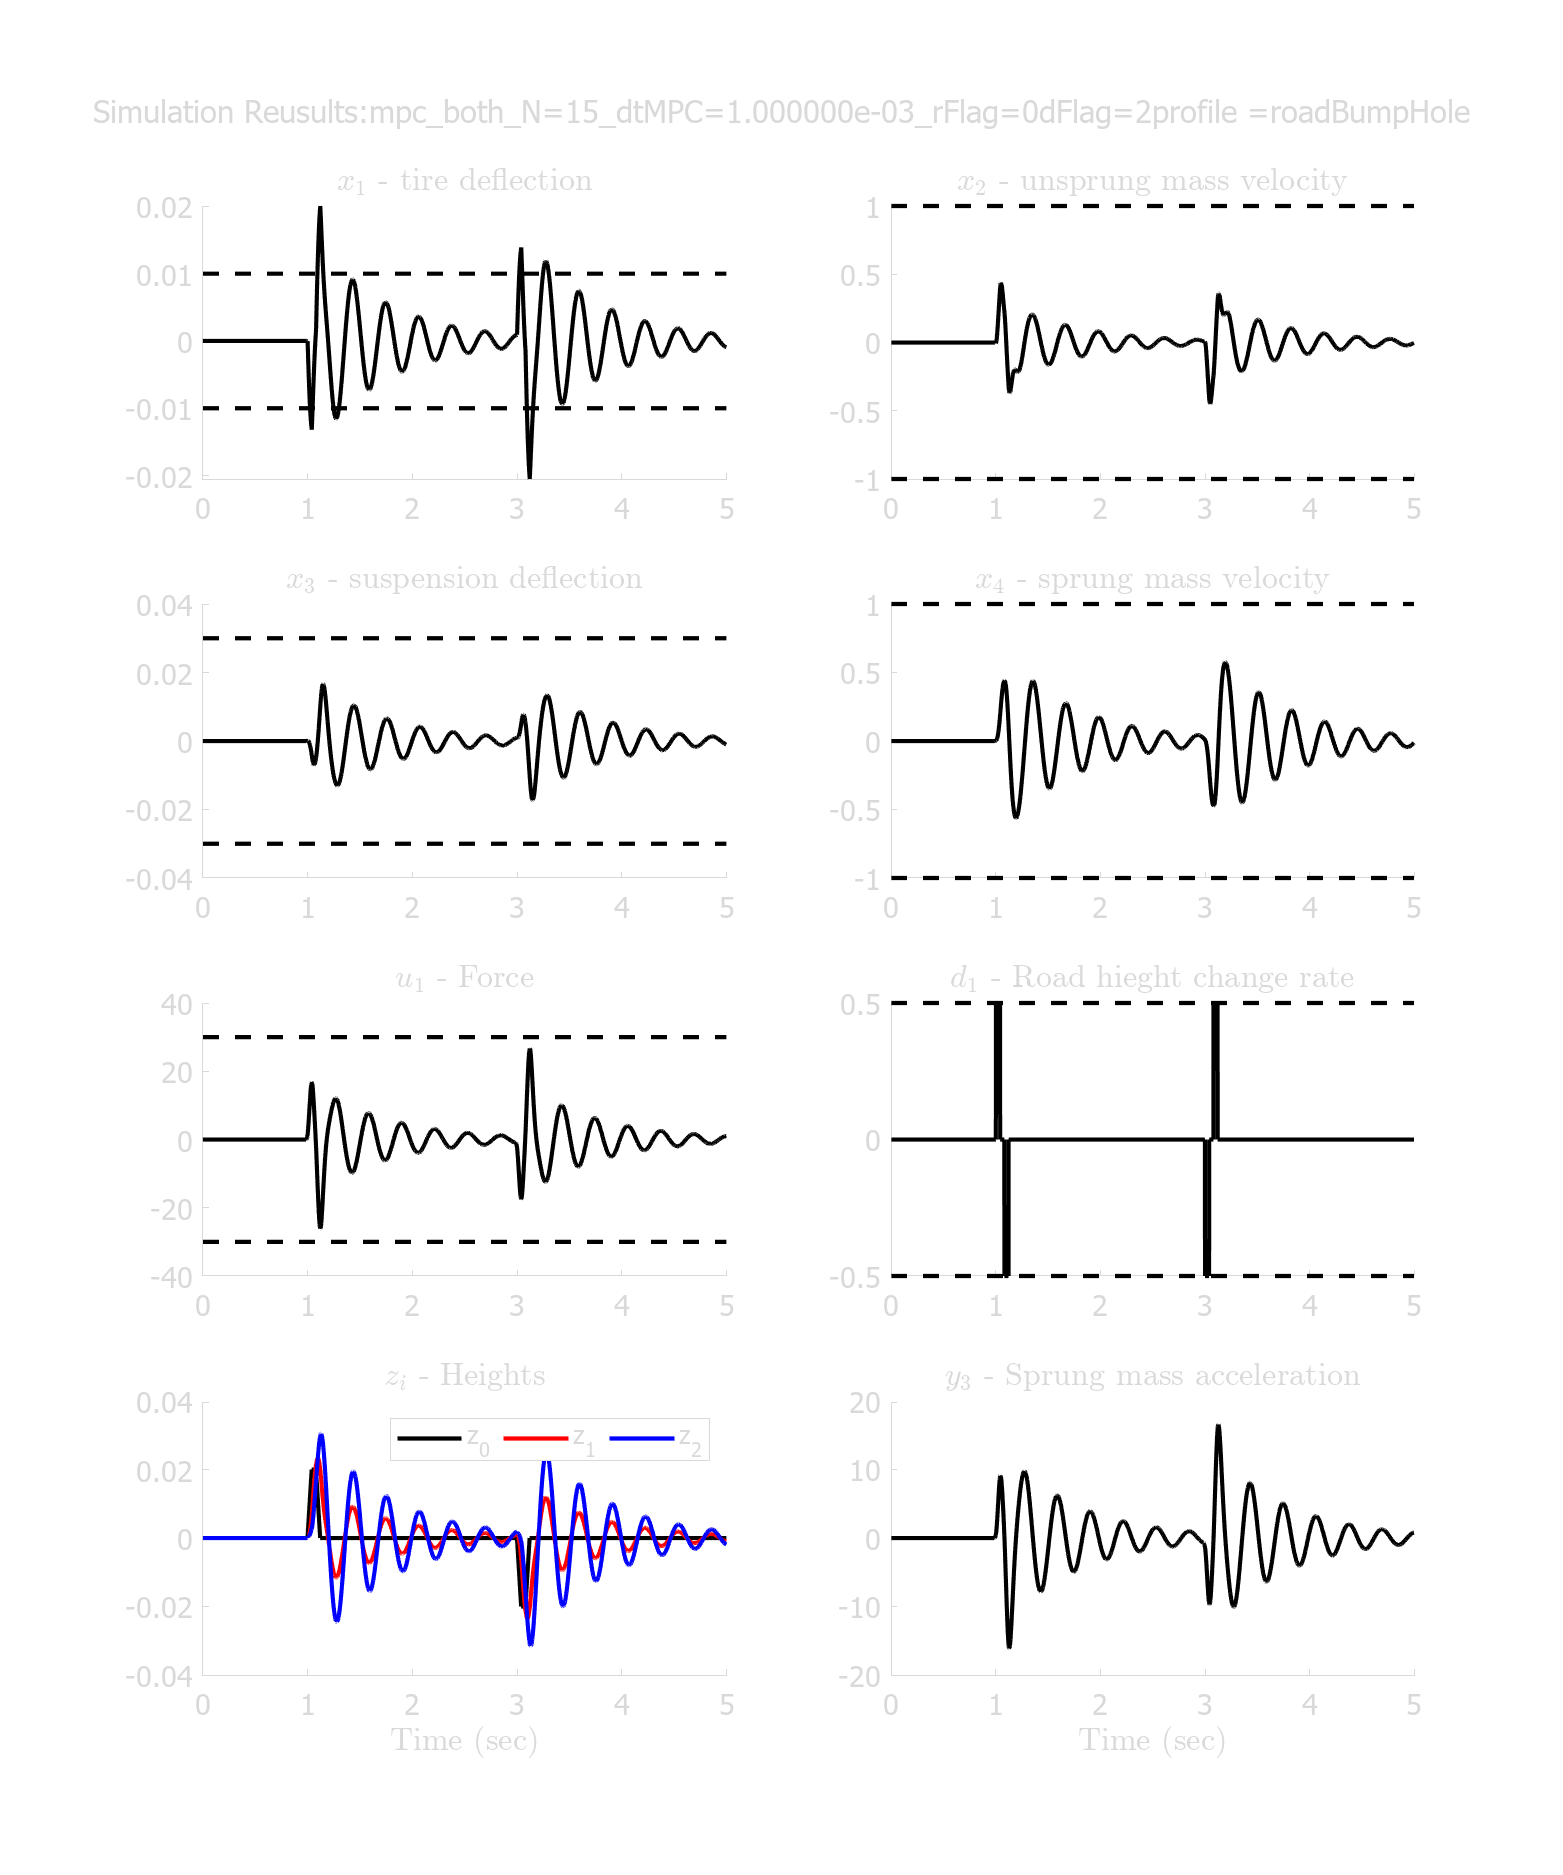 Simulation Reusults:mpc_both_N=15_dtMPC=1.000000e-03_rFlag=0dFlag=2profile =roadBumpHole
x₁ - tire deflection
0.02
0.01
0
-0.01
-0.02
0 1 2 3 4 5
x₂ - unsprung mass velocity
1
0.5
0
-0.5
-1
0 1 2 3 4 5
x₃ - suspension deflection
0.04
0.02
0
-0.02
-0.04
0 1 2 3 4 5
x₄ - sprung mass velocity
1
0.5
0
-0.5
-1
0 1 2 3 4 5
u₁ - Force
40
20
0
-20
-40
0 1 2 3 4 5
d₁ - Road hieght change rate
0.5
0
-0.5
0 1 2 3 4 5
zᵢ - Heights
0.04
0.02
0
-0.02
-0.04
z₀ z₁ z₂
0 1 2 3 4 5
Time (sec)
y₃ - Sprung mass acceleration
20
10
0
-10
-20
0 1 2 3 4 5
Time (sec)